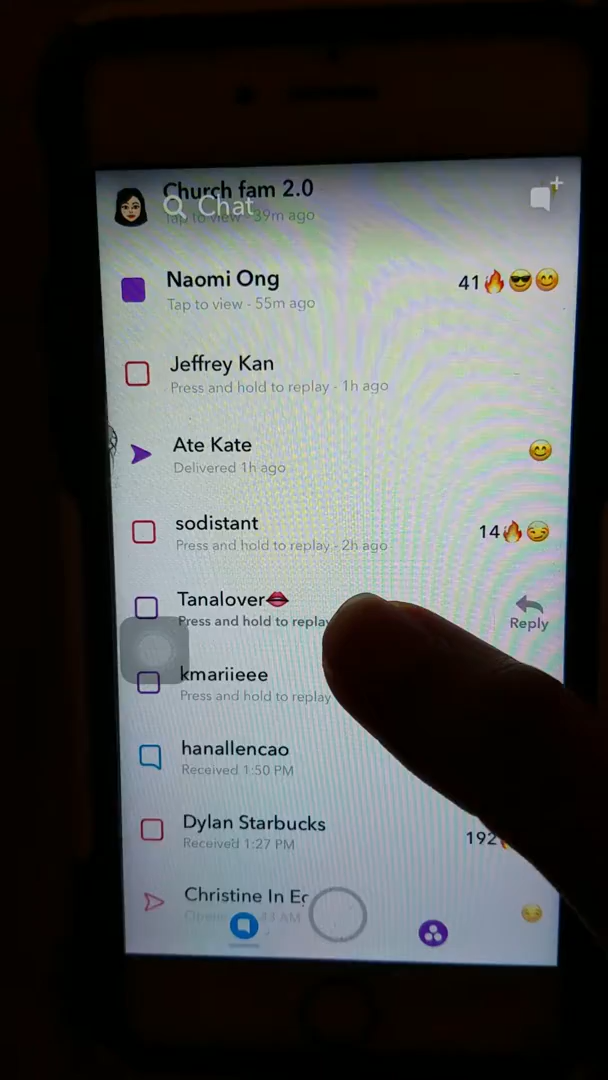 Church fam 2.0
Chat
Tap to view - 39m ago
Naomi Ong
41🔥😎😊
Tap to view - 55m ago
Jeffrey Kan
Press and hold to replay - 1h ago
Ate Kate
😊
Delivered 1h ago
sodistant
14🔥😏
Press and hold to replay - 2h ago
Tanalover👄
Press and hold to replay
Reply
kmariieee
Press and hold to replay
hanallencao
Received 1:50 PM
Dylan Starbucks
192
Received 1:27 PM
Christine In
AM